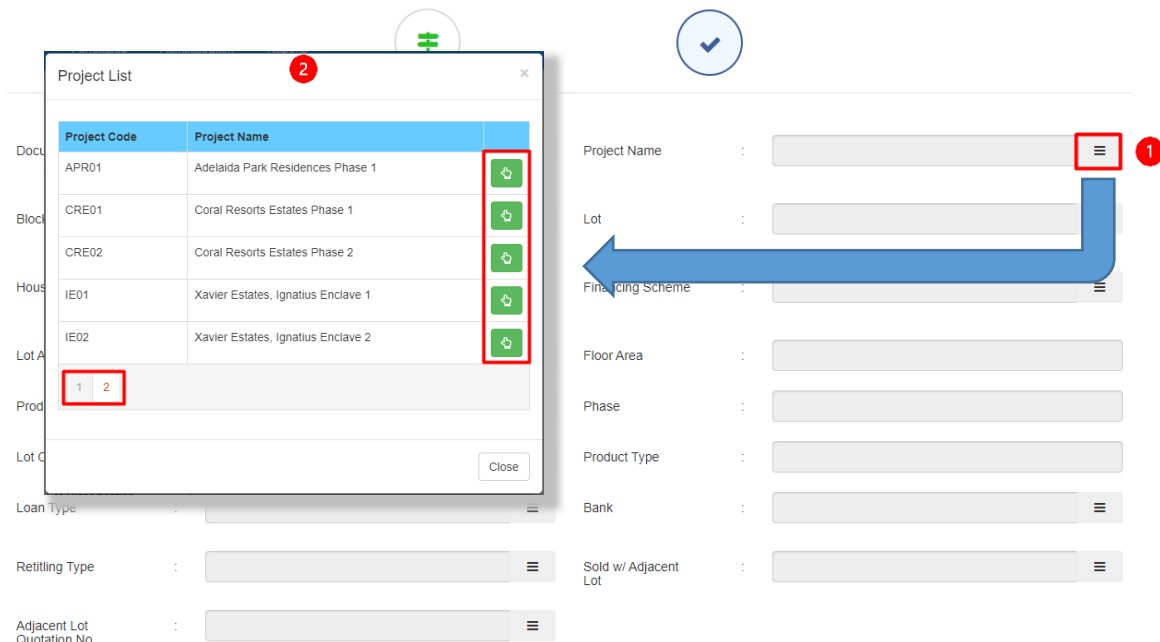 Project List
2
×
Project Code Project Name
APR01 Adelaida Park Residences Phase 1
CRE01 Coral Resorts Estates Phase 1
CRE02 Coral Resorts Estates Phase 2
IE01 Xavier Estates, Ignatius Enclave 1
IE02 Xavier Estates, Ignatius Enclave 2
1 2
Close
Project Name :
1
Lot :
Financing Scheme :
Floor Area :
Phase :
Product Type :
Loan Type : Bank :
Retitling Type : Sold w/ Adjacent
Lot :
Adjacent Lot :
Quotation No